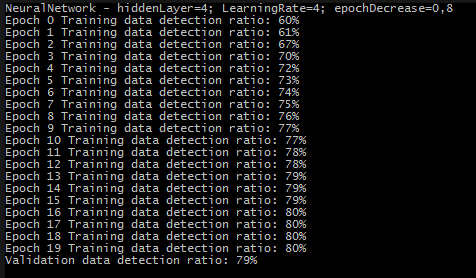 NeuralNetwork - hiddenLayer=4; LearningRate=4; epochDecrease=0,8
Epoch 0 Training data detection ratio: 60%
Epoch 1 Training data detection ratio: 61%
Epoch 2 Training data detection ratio: 67%
Epoch 3 Training data detection ratio: 70%
Epoch 4 Training data detection ratio: 72%
Epoch 5 Training data detection ratio: 73%
Epoch 6 Training data detection ratio: 74%
Epoch 7 Training data detection ratio: 75%
Epoch 8 Training data detection ratio: 76%
Epoch 9 Training data detection ratio: 77%
Epoch 10 Training data detection ratio: 77%
Epoch 11 Training data detection ratio: 78%
Epoch 12 Training data detection ratio: 78%
Epoch 13 Training data detection ratio: 79%
Epoch 14 Training data detection ratio: 79%
Epoch 15 Training data detection ratio: 79%
Epoch 16 Training data detection ratio: 80%
Epoch 17 Training data detection ratio: 80%
Epoch 18 Training data detection ratio: 80%
Epoch 19 Training data detection ratio: 80%
Validation data detection ratio: 79%